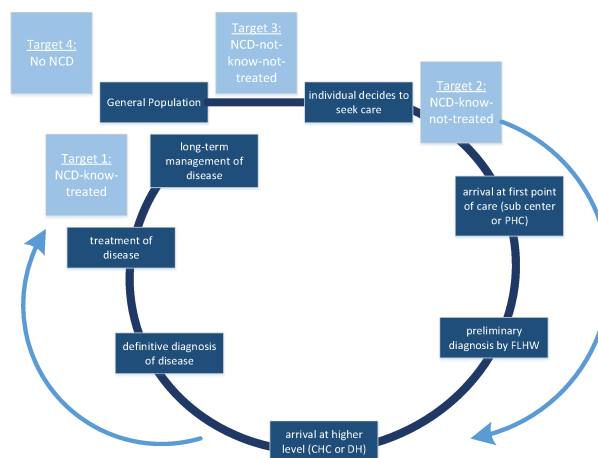 Target 4:
No NCD
Target 3:
NCD-not-
know-not-
treated
General Population
individual decides to
seek care
Target 2:
NCD-know-
not-treated
Target 1:
NCD-know-
treated
long-term
management of
disease
arrival at first point
of care (sub center
or PHC)
treatment of
disease
preliminary
diagnosis by FLHW
definitive diagnosis
of disease
arrival at higher
level (CHC or DH)